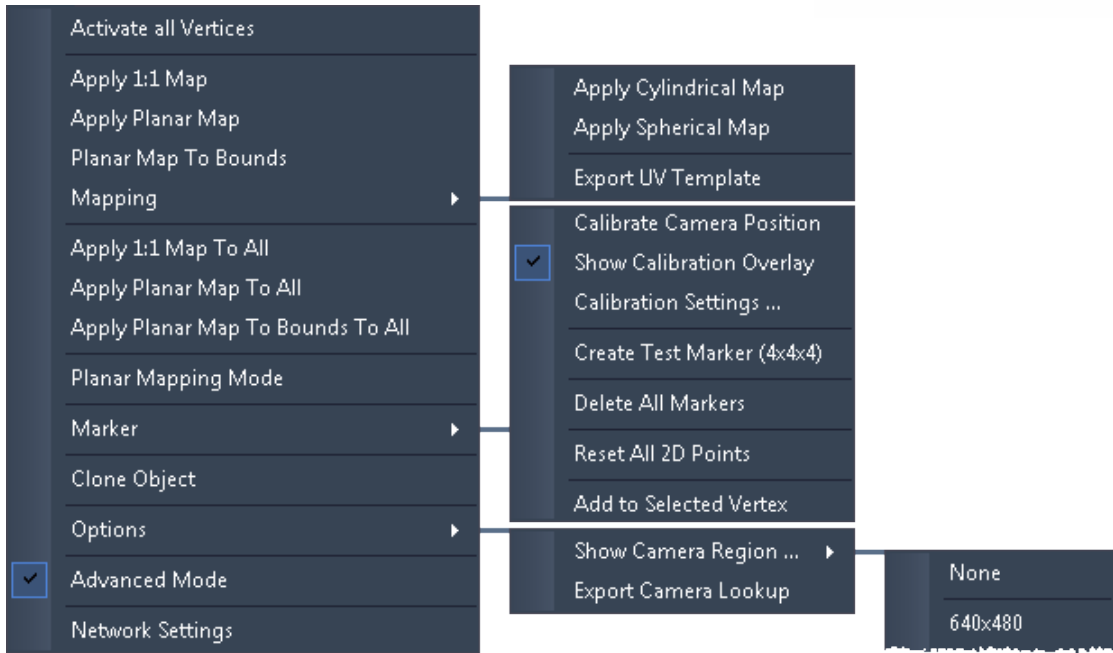 Activate all Vertices
Apply 1:1 Map
Apply Planar Map
Planar Map To Bounds
Mapping
Apply 1:1 Map To All
Apply Planar Map To All
Apply Planar Map To Bounds To All
Planar Mapping Mode
Marker
Clone Object
Options
Advanced Mode
Network Settings
Apply Cylindrical Map
Apply Spherical Map
Export UV Template
Calibrate Camera Position
Show Calibration Overlay
Calibration Settings ...
Create Test Marker (4x4x4)
Delete All Markers
Reset All 2D Points
Add to Selected Vertex
Show Camera Region ...
Export Camera Lookup
None
640x480